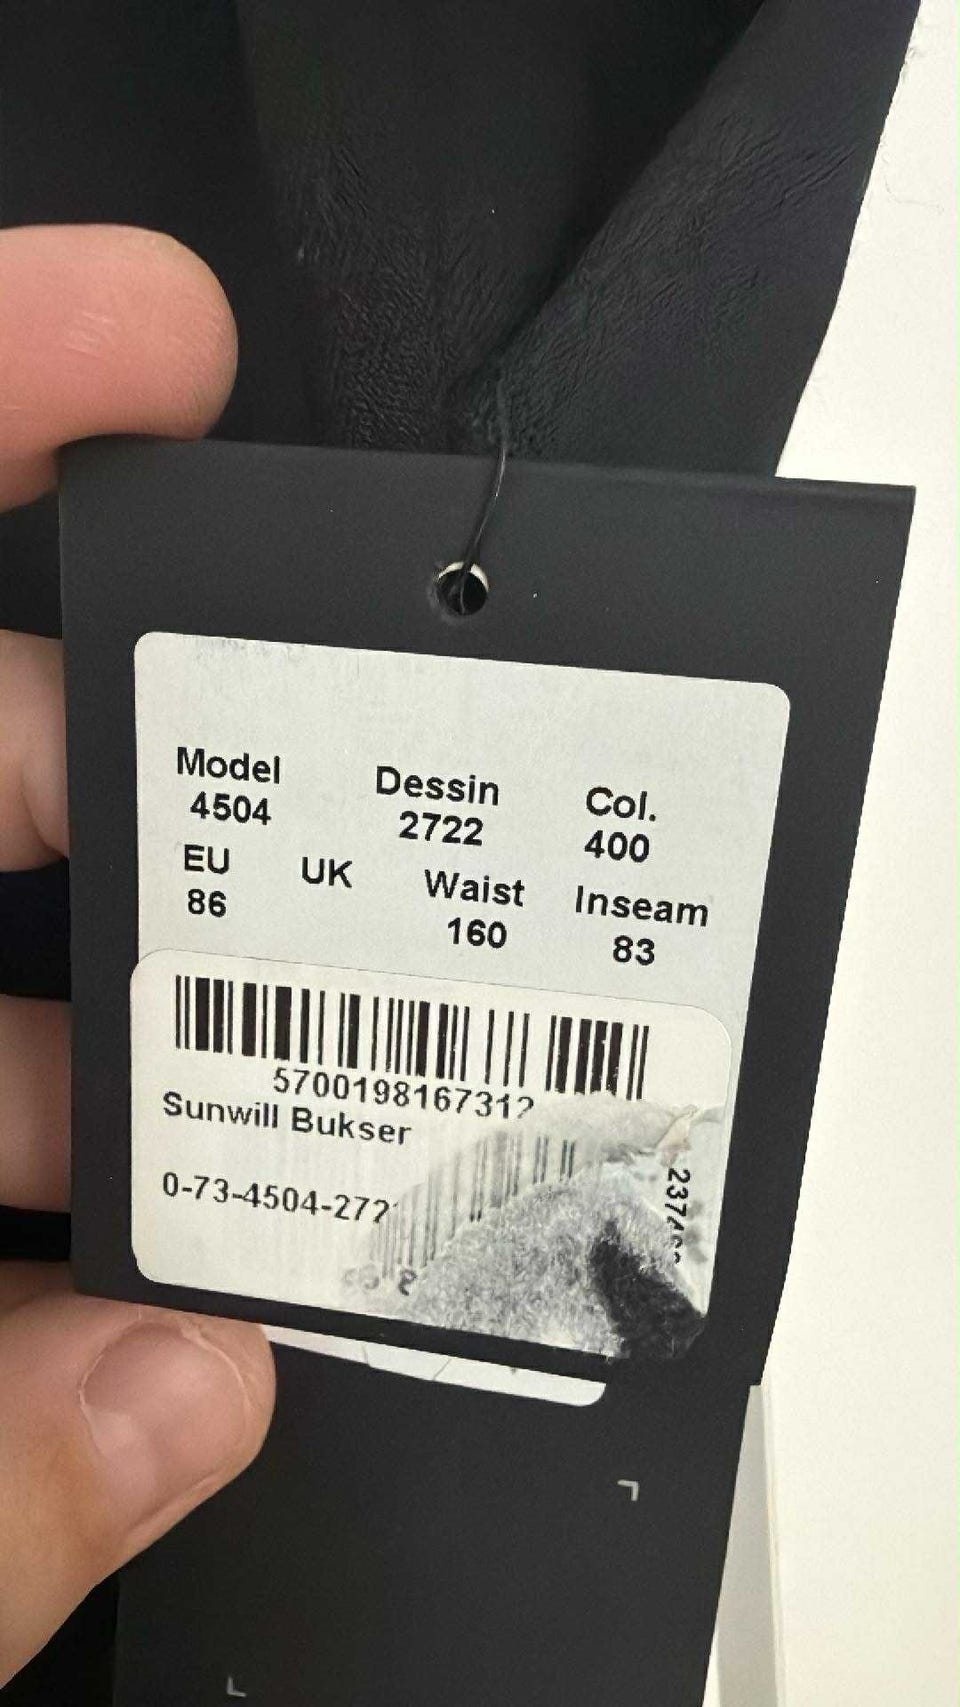 Model Dessin Col.
4504 2722 400
EU UK Waist Inseam
86 160 83
5700198167312
Sunwill Bukser
0-73-4504-272